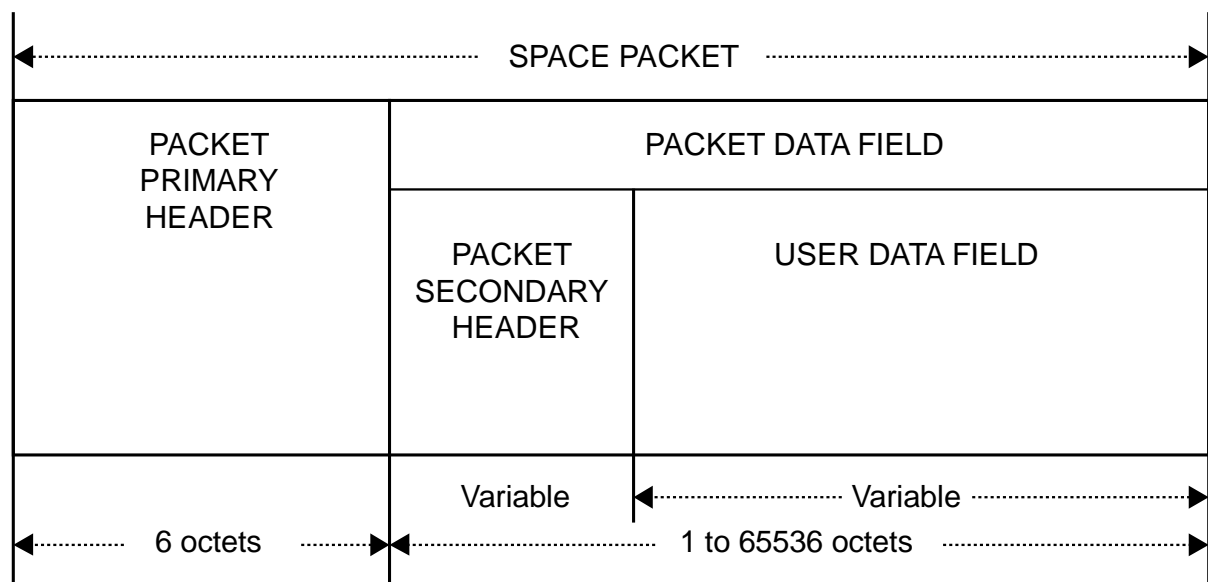 SPACE PACKET
PACKET
PRIMARY
HEADER
PACKET DATA FIELD
PACKET
SECONDARY
HEADER
USER DATA FIELD
Variable
Variable
6 octets
1 to 65536 octets